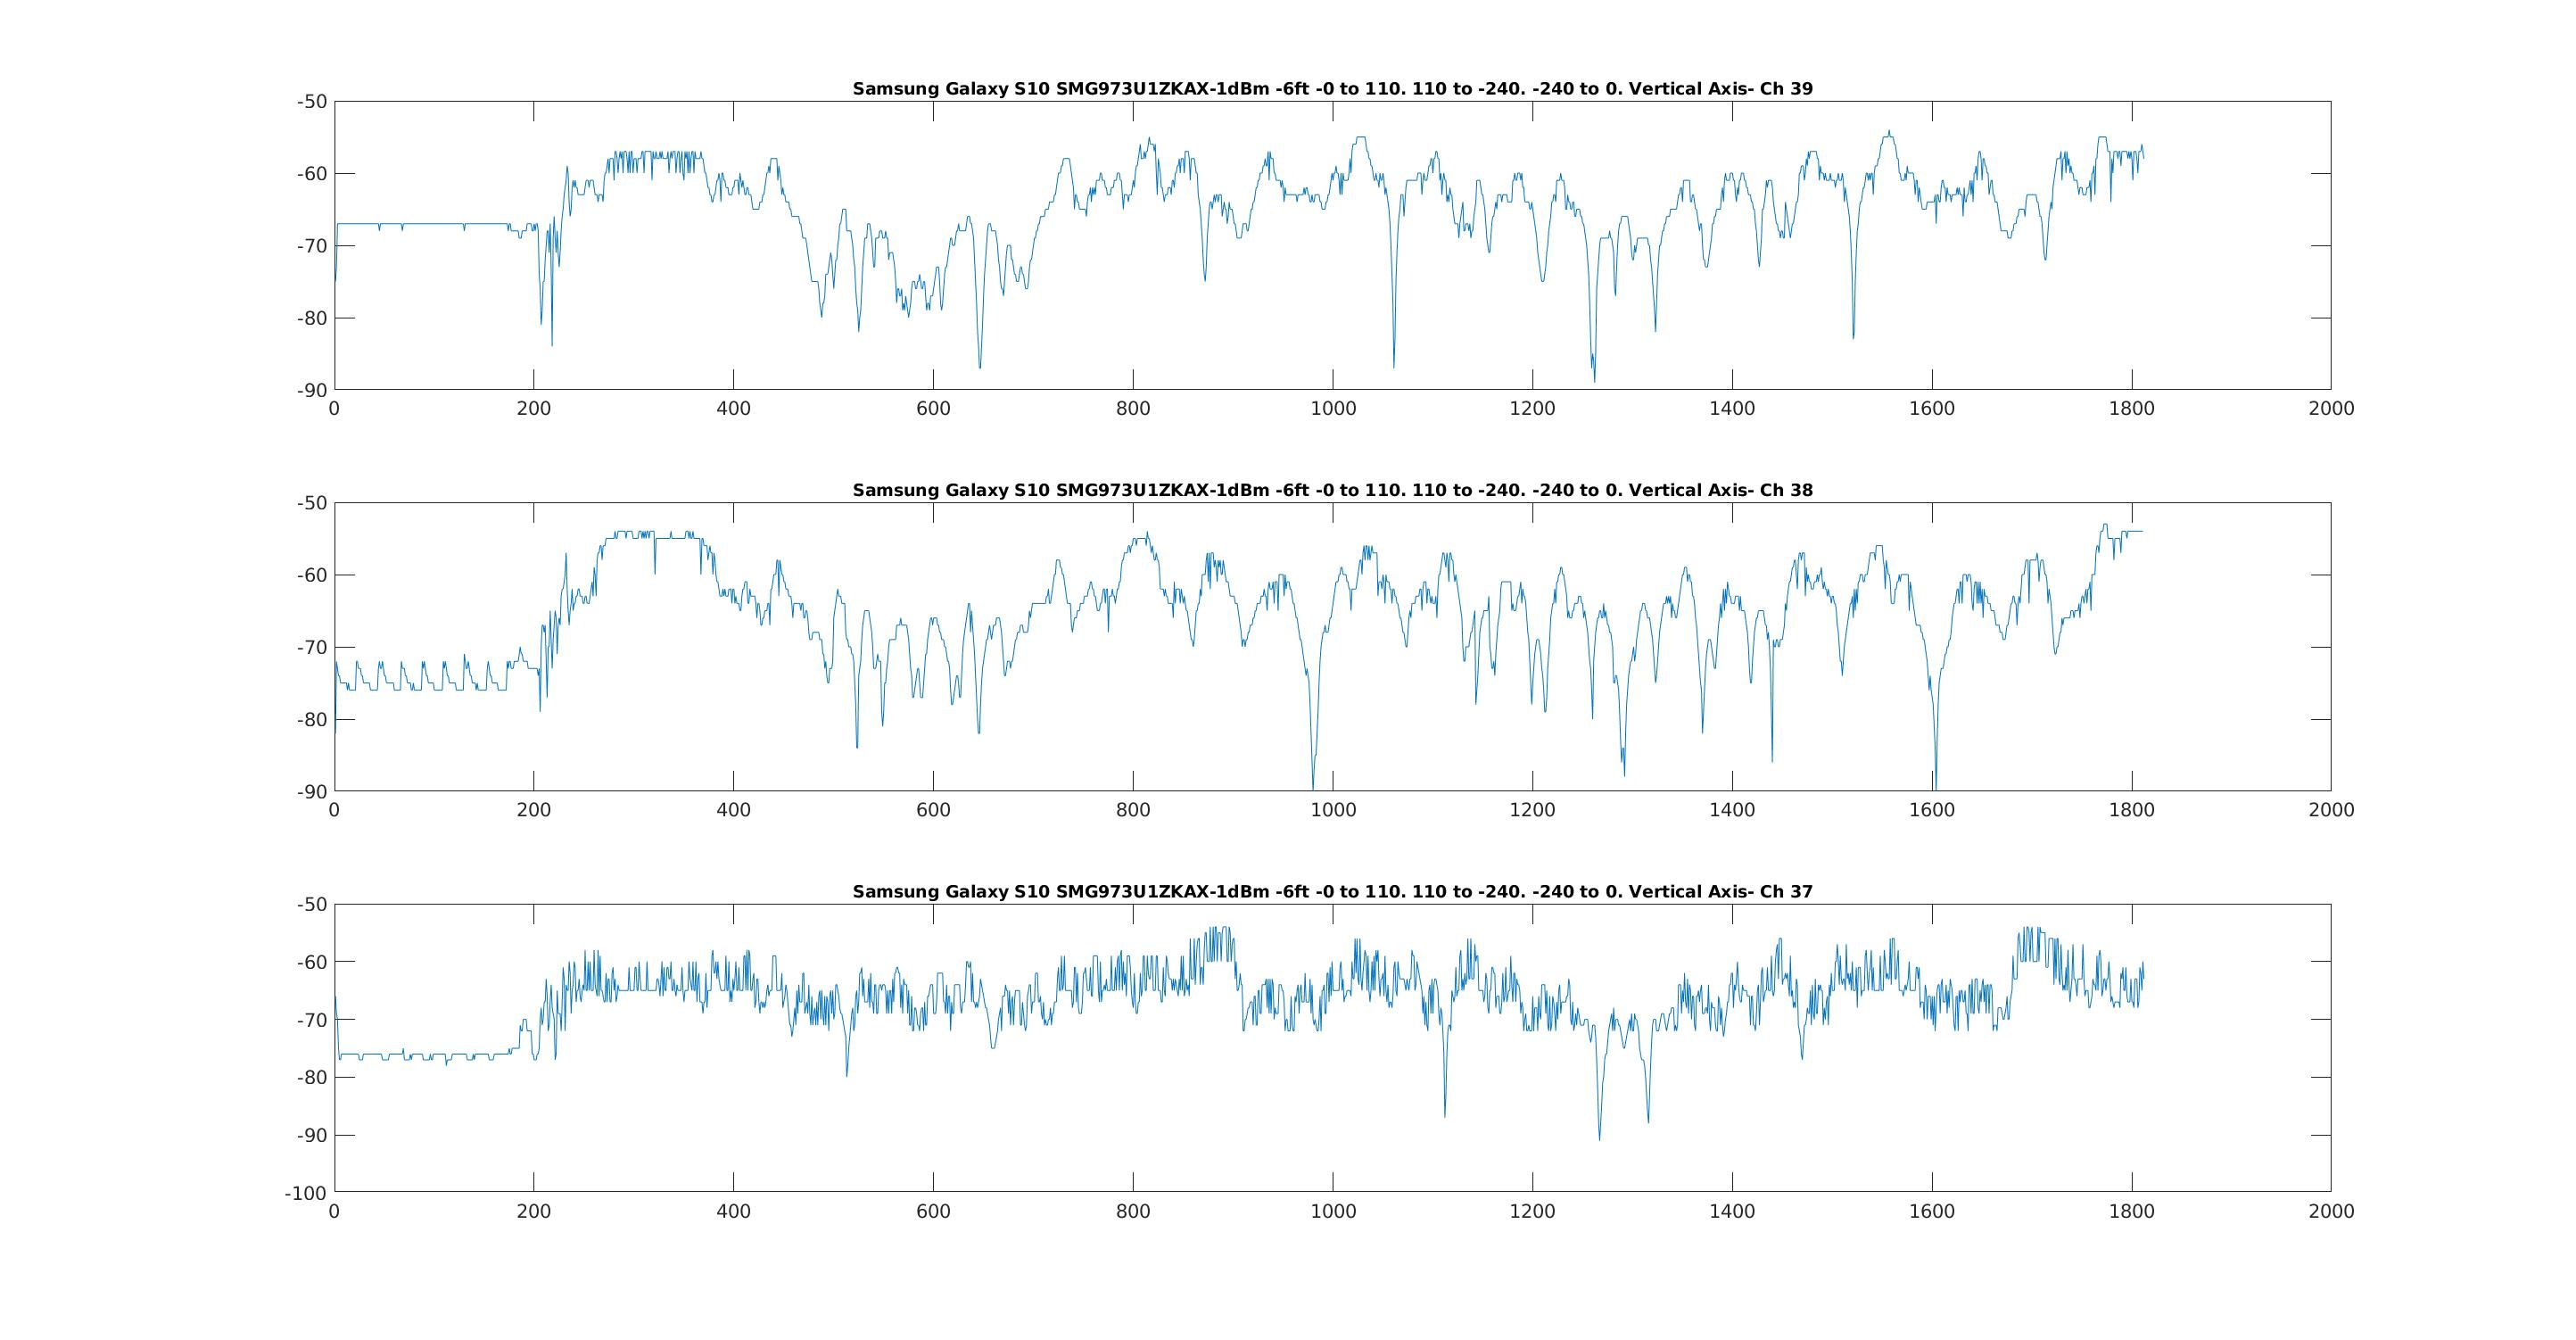 Samsung Galaxy S10 SMG973U1ZKAX-1dBm -6ft -0 to 110. 110 to -240. -240 to 0. Vertical Axis- Ch 39
-50
-60
-70
-80
-90
0 200 400 600 800 1000 1200 1400 1600 1800 2000
Samsung Galaxy S10 SMG973U1ZKAX-1dBm -6ft -0 to 110. 110 to -240. -240 to 0. Vertical Axis- Ch 38
-50
-60
-70
-80
-90
0 200 400 600 800 1000 1200 1400 1600 1800 2000
Samsung Galaxy S10 SMG973U1ZKAX-1dBm -6ft -0 to 110. 110 to -240. -240 to 0. Vertical Axis- Ch 37
-50
-60
-70
-80
-90
-100
0 200 400 600 800 1000 1200 1400 1600 1800 2000